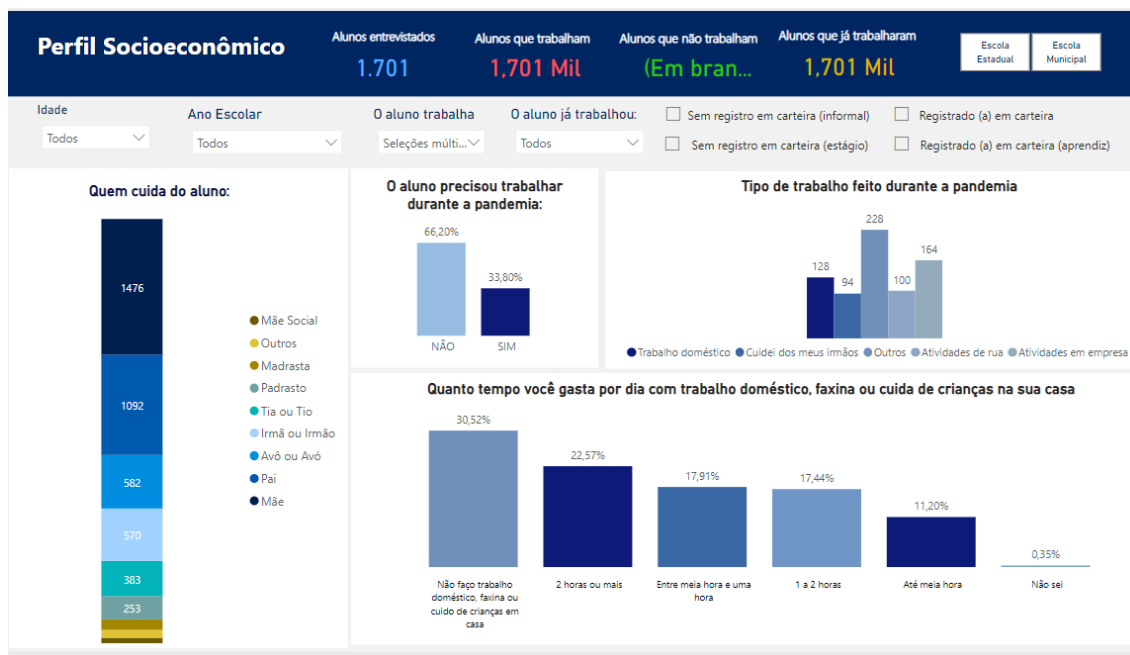 Perfil Socioeconômico
Alunos entrevistados
1.701
Alunos que trabalham
1,701 Mil
Alunos que não trabalham
(Em bran...
Alunos que já trabalharam
1,701 Mil
Escola
Estadual
Escola
Municipal
Idade
Todos
Ano Escolar
Todos
O aluno trabalha
Seleções múlti...
O aluno já trabalhou:
Todos
Sem registro em carteira (informal)
Registrado (a) em carteira
Sem registro em carteira (estágio)
Registrado (a) em carteira (aprendiz)
Quem cuida do aluno:
1476
1092
582
570
383
253
Mãe Social
Outros
Madrasta
Padrasto
Tia ou Tio
Irmã ou Irmão
Avô ou Avó
Pai
Mãe
O aluno precisou trabalhar
durante a pandemia:
66,20%
33,80%
NÃO
SIM
Tipo de trabalho feito durante a pandemia
128
94
228
100
164
Trabalho doméstico
Cuidei dos meus irmãos
Outros
Atividades de rua
Atividades em empresa
Quanto tempo você gasta por dia com trabalho doméstico, faxina ou cuida de crianças na sua casa
30,52%
22,57%
17,91%
17,44%
11,20%
0,35%
Não faço trabalho
doméstico, faxina ou
cuido de crianças em
casa
2 horas ou mais
Entre meia hora e uma
hora
1 a 2 horas
Até meia hora
Não sei